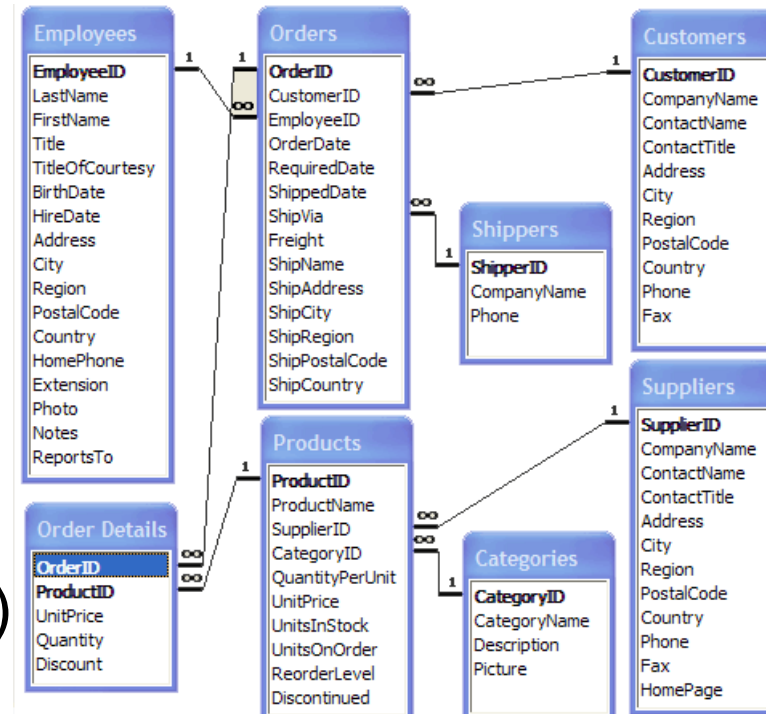 Employees
EmployeeID
LastName
FirstName
Title
TitleOfCourtesy
BirthDate
HireDate
Address
City
Region
PostalCode
Country
HomePhone
Extension
Photo
Notes
ReportsTo
1
∞
Orders
1
OrderID
CustomerID
EmployeeID
OrderDate
RequiredDate
ShippedDate
ShipVia
Freight
ShipName
ShipAddress
ShipCity
ShipRegion
ShipPostalCode
ShipCountry
∞
1
∞
1
Customers
CustomerID
CompanyName
ContactName
ContactTitle
Address
City
Region
PostalCode
Country
Phone
Fax
Shippers
ShipperID
CompanyName
Phone
Order Details
OrderID
ProductID
UnitPrice
Quantity
Discount
∞
∞
)
1
Products
ProductID
ProductName
SupplierID
CategoryID
QuantityPerUnit
UnitPrice
UnitsInStock
UnitsOnOrder
ReorderLevel
Discontinued
∞
∞
1
1
Categories
CategoryID
CategoryName
Description
Picture
Suppliers
SupplierID
CompanyName
ContactName
ContactTitle
Address
City
Region
PostalCode
Country
Phone
Fax
HomePage